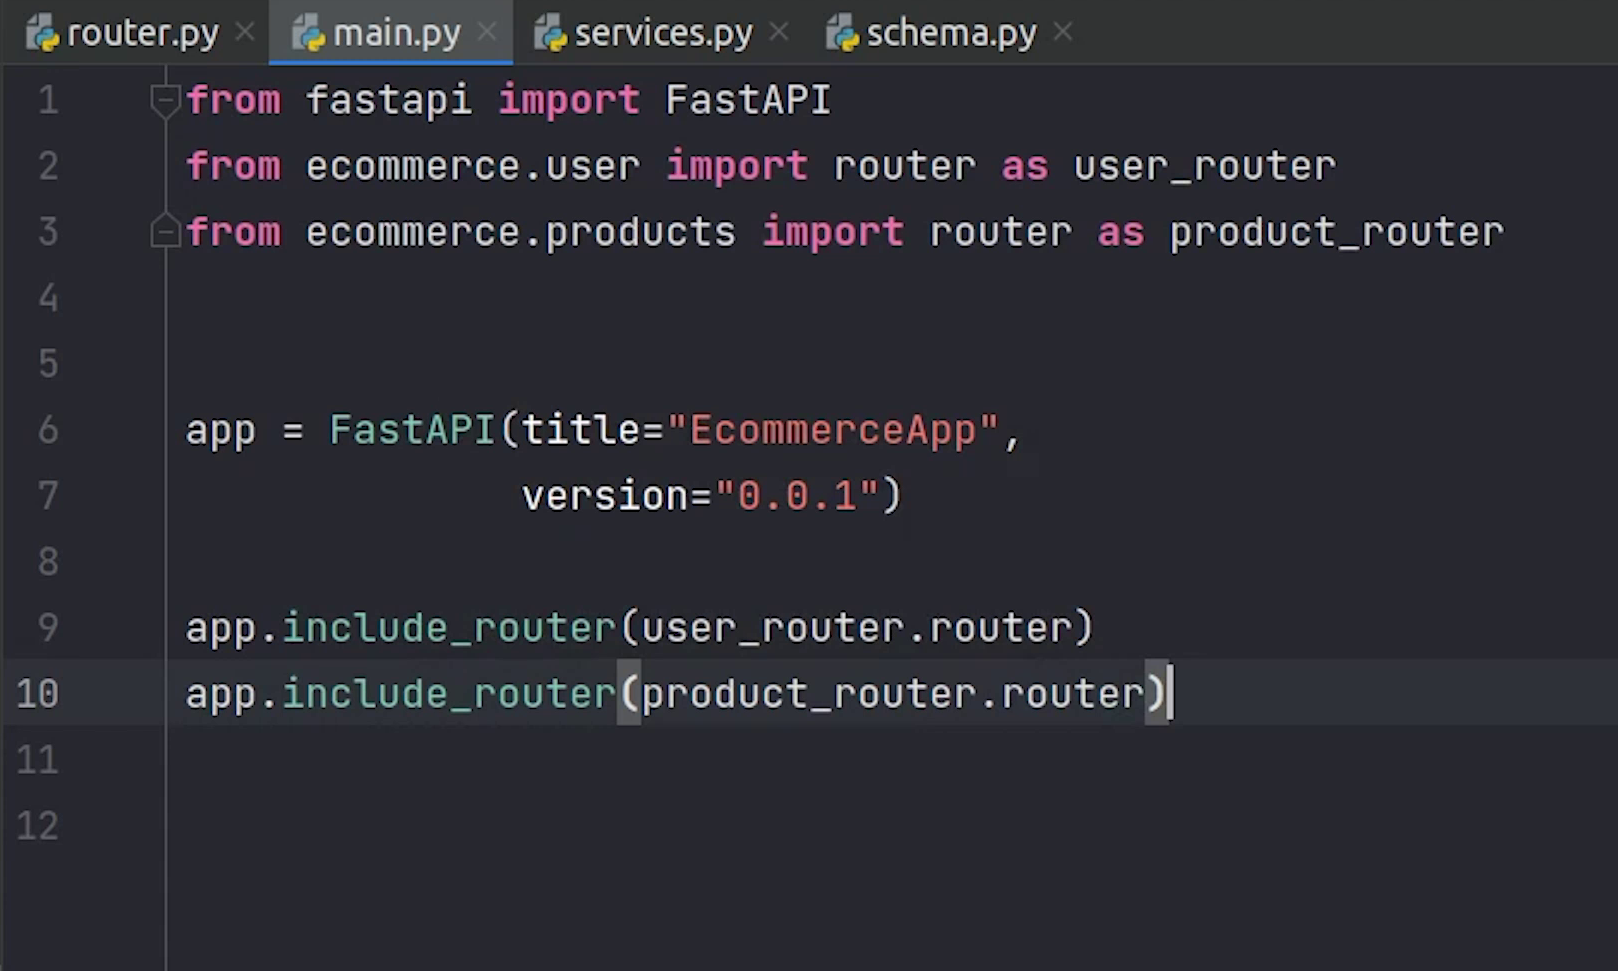 router.py main.py services.py schema.py
1 from fastapi import FastAPI
2 from ecommerce.user import router as user_router
3 from ecommerce.products import router as product_router
4
5
6 app = FastAPI(title="EcommerceApp",
7 version="0.0.1")
8
9 app.include_router(user_router.router)
10 app.include_router(product_router.router)
11
12